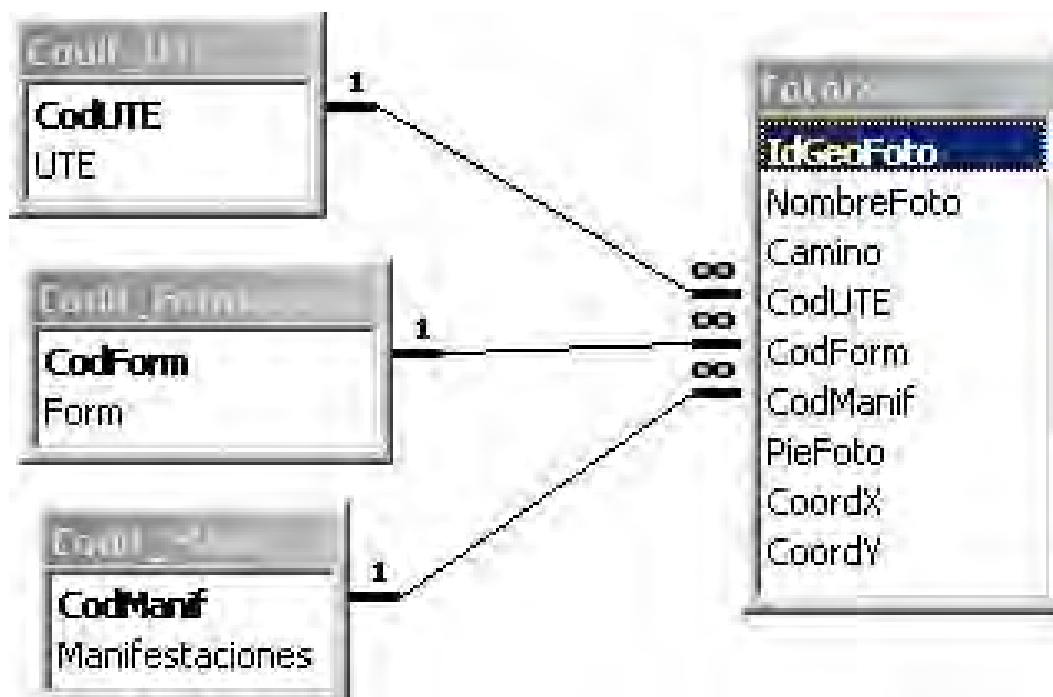 CodUTE
UTE
1
CodForm
Form
1
CodManif
Manifestaciones
1
IdGeoFoto
NombreFoto
Camino
CodUTE
CodForm
CodManif
PieFoto
CoordX
CoordY
∞
∞
∞